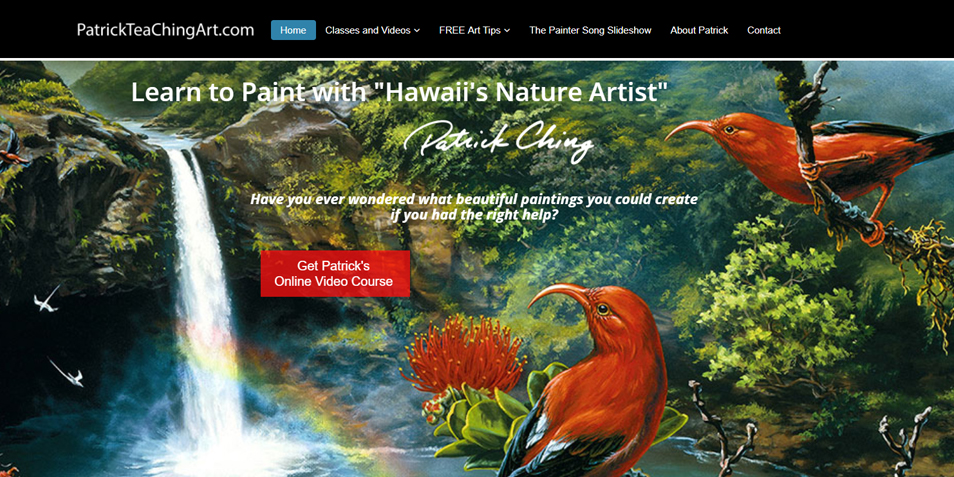 PatrickTeaChingArt.com
Home
Classes and Videos
FREE Art Tips
The Painter Song Slideshow
About Patrick
Contact
Learn to Paint with "Hawaii's Nature Artist"
Patrick Ching
Have you ever wondered what beautiful paintings you could create
if you had the right help?
Get Patrick's
Online Video Course